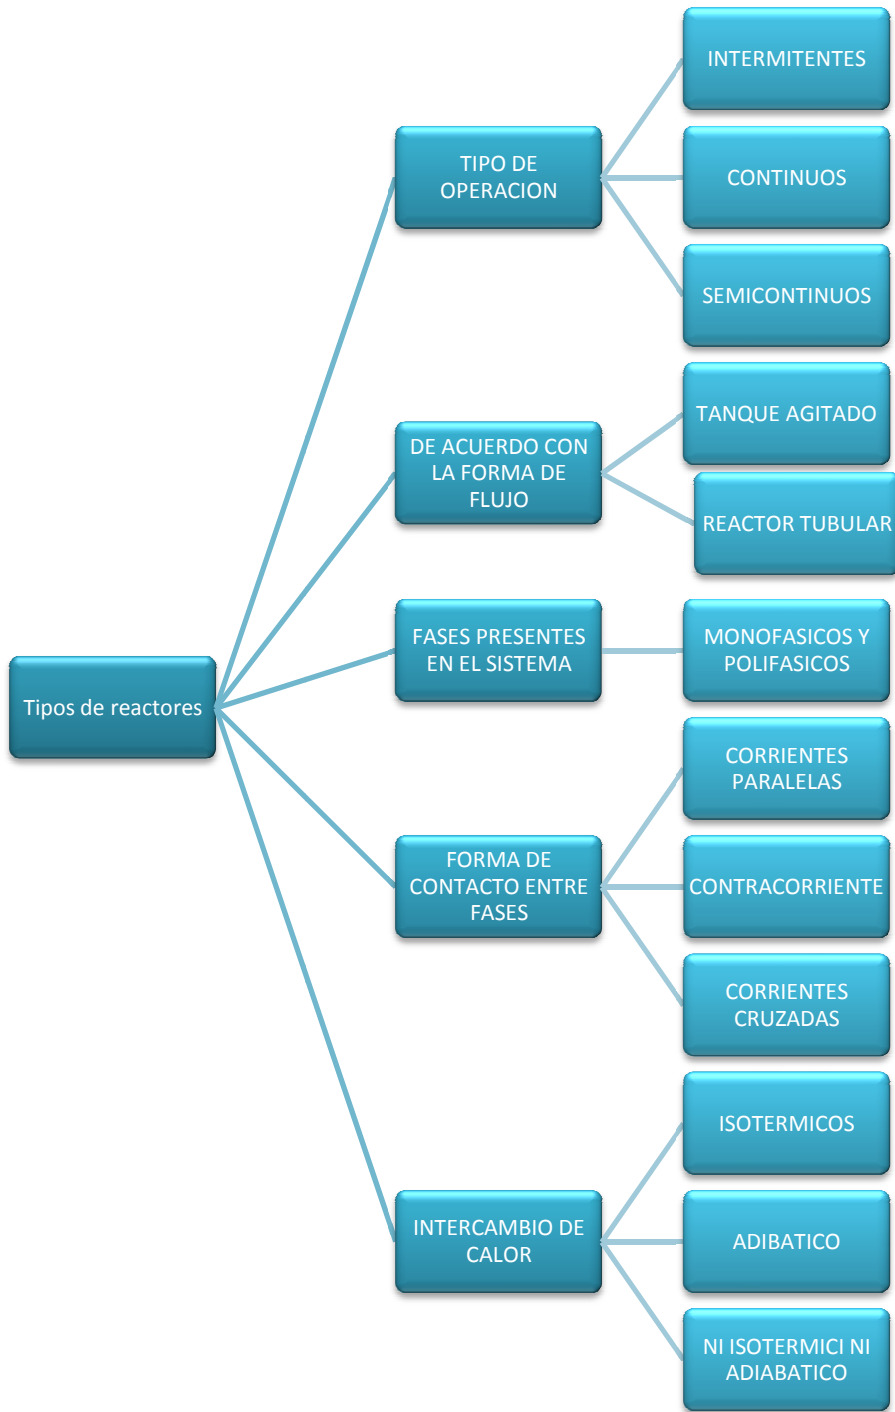 Tipos de reactores
TIPO DE
OPERACION
INTERMITENTES
CONTINUOS
SEMICONTINUOS
DE ACUERDO CON
LA FORMA DE
FLUJO
TANQUE AGITADO
REACTOR TUBULAR
FASES PRESENTES
EN EL SISTEMA
MONOFASICOS Y
POLIFASICOS
FORMA DE
CONTACTO ENTRE
FASES
CORRIENTES
PARALELAS
CONTRACORRIENTE
CORRIENTES
CRUZADAS
INTERCAMBIO DE
CALOR
ISOTERMICOS
ADIBATICO
NI ISOTERMICI NI
ADIABATICO